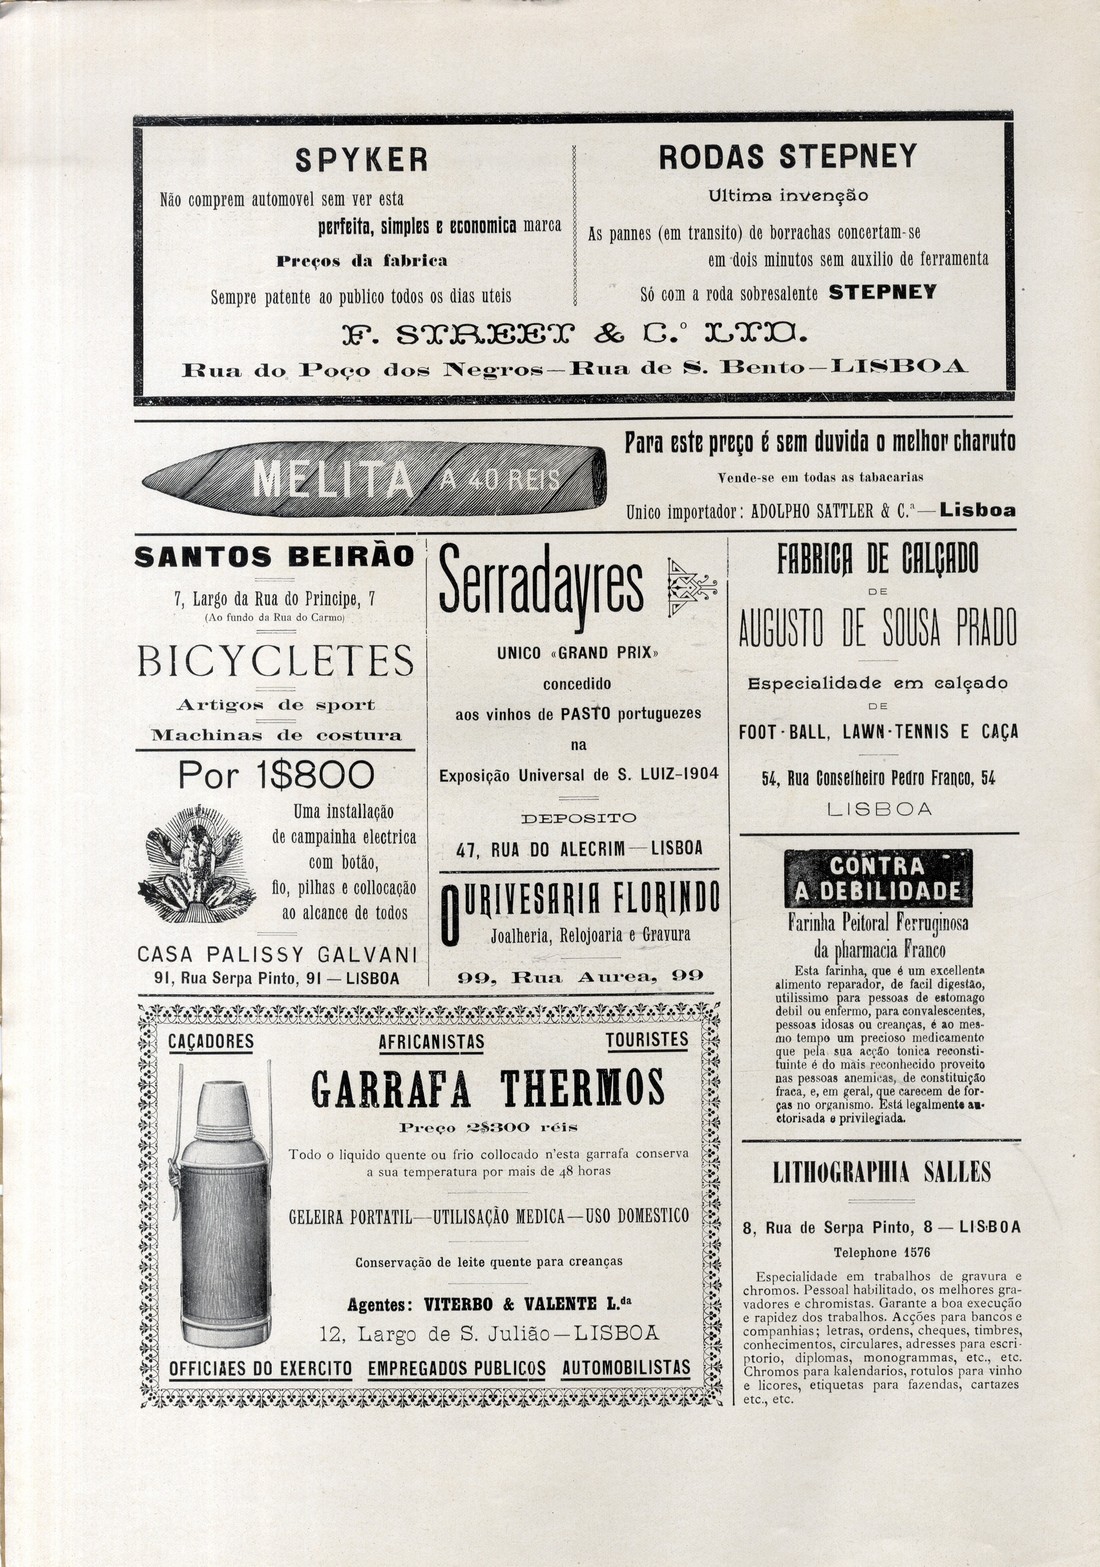 SPYKER
Não comprem automovel sem ver esta
perfeita, simples e economica marca
Preços da fabrica
Sempre patente ao publico todos os dias uteis
RODAS STEPNEY
Ultima invenção
As pannes (em transito) de borrachas concertam-se
em dois minutos sem auxilio de ferramenta
Só com a roda sobresalente STEPNEY
F. STREET & C.º LTD.
Rua do Poço dos Negros—Rua de S. Bento—LISBOA
MELITA A 40 REIS
Para este preço é sem duvida o melhor charuto
Vende-se em todas as tabacarias
Unico importador: ADOLPHO SATTLER & C.ª—Lisboa
SANTOS BEIRÃO
7, Largo da Rua do Principe, 7
(Ao fundo da Rua do Carmo)
BICYCLETES
Artigos de sport
Machinas de costura
Por 1$800
Uma installação
de campainha electrica
com botão,
fio, pilhas e collocação
ao alcance de todos
CASA PALISSY GALVANI
91, Rua Serpa Pinto, 91 — LISBOA
Serradayres
UNICO «GRAND PRIX»
concedido
aos vinhos de PASTO portuguezes
na
Exposição Universal de S. LUIZ-1904
DEPOSITO
47, RUA DO ALECRIM — LISBOA
OURIVESARIA FLORINDO
Joalheria, Relojoaria e Gravura
99, Rua Aurea, 99
FABRICA DE CALÇADO
DE
AUGUSTO DE SOUSA PRADO
Especialidade em calçado
DE
FOOT-BALL, LAWN-TENNIS E CAÇA
54, Rua Conselheiro Pedro Franco, 54
LISBOA
CONTRA
A DEBILIDADE
Farinha Peitoral Ferruginosa
da pharmacia Franco
Esta farinha, que é um excellente
alimento reparador, de facil digestão,
utilissimo para pessoas de estomago
debil ou enfermo, para convalescentes,
pessoas idosas ou creanças, é ao mes-
mo tempo um precioso medicamento
que pela sua acção tonica reconsti-
tuinte é do mais reconhecido proveito
nas pessoas anemicas, de constituição
fraca, e, em geral, que carecem de for-
ças no organismo. Está legalmente au-
ctorisada e privilegiada.
CAÇADORES AFRICANISTAS TOURISTES
GARRAFA THERMOS
Preço 2$300 réis
Todo o liquido quente ou frio collocado n'esta garrafa conserva
a sua temperatura por mais de 48 horas
GELEIRA PORTATIL—UTILISAÇÃO MEDICA—USO DOMESTICO
Conservação de leite quente para creanças
Agentes: VITERBO & VALENTE L.da
12, Largo de S. Julião—LISBOA
OFFICIAES DO EXERCITO EMPREGADOS PUBLICOS AUTOMOBILISTAS
LITHOGRAPHIA SALLES
8, Rua de Serpa Pinto, 8 — LISBOA
Telephone 1576
Especialidade em trabalhos de gravura e
chromos. Pessoal habilitado, os melhores gra-
vadores e chromistas. Garante a boa execução
e rapidez dos trabalhos. Acções para bancos e
companhias; letras, ordens, cheques, timbres,
conhecimentos, circulares, adresses para escri-
ptorio, diplomas, monogrammas, etc., etc.
Chromos para kalendarios, rotulos para vinho
e licores, etiquetas para fazendas, cartazes
etc., etc.